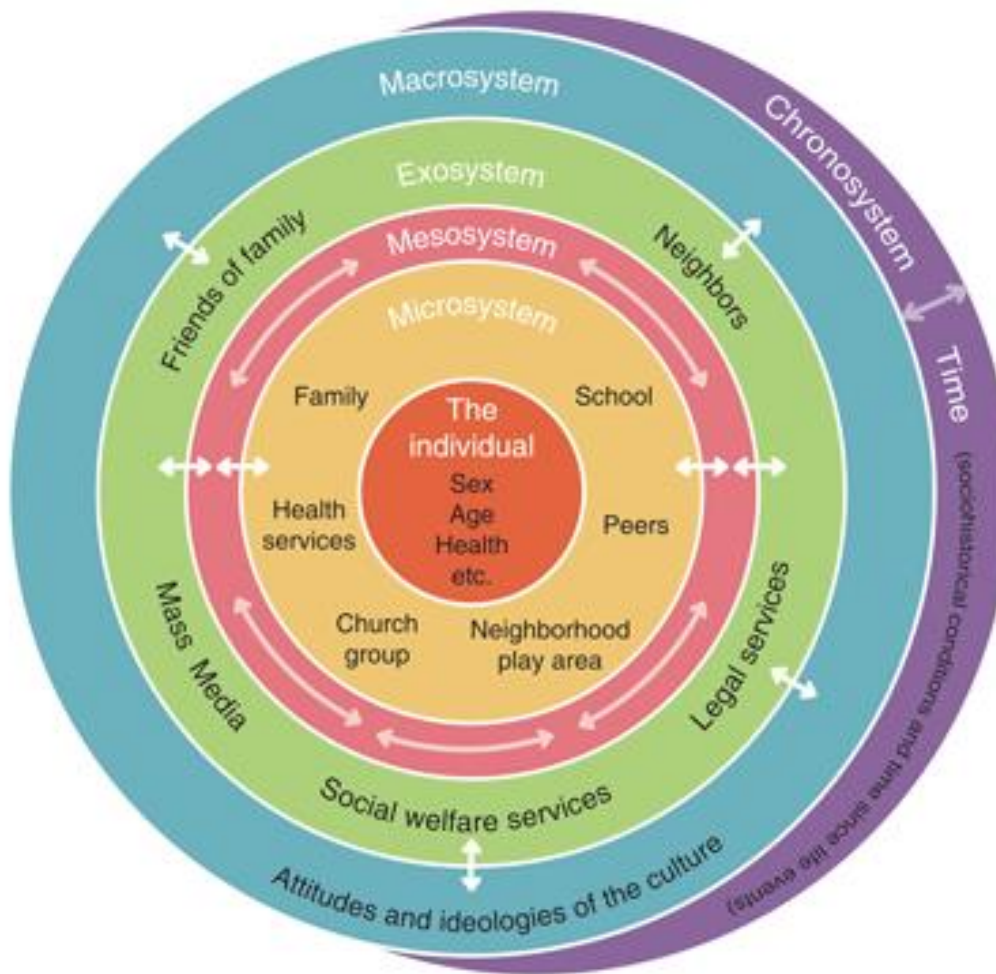 Macrosystem
Chronosystem
Exosystem
Mesosystem
Microsystem
Friends of family
Neighbors
Time
(sociohistorical conditions and time since life events)
Family
School
The
individual
Sex
Age
Health
etc.
Health
services
Peers
Church
group
Neighborhood
play area
Mass Media
Legal services
Social welfare services
Attitudes and ideologies of the culture